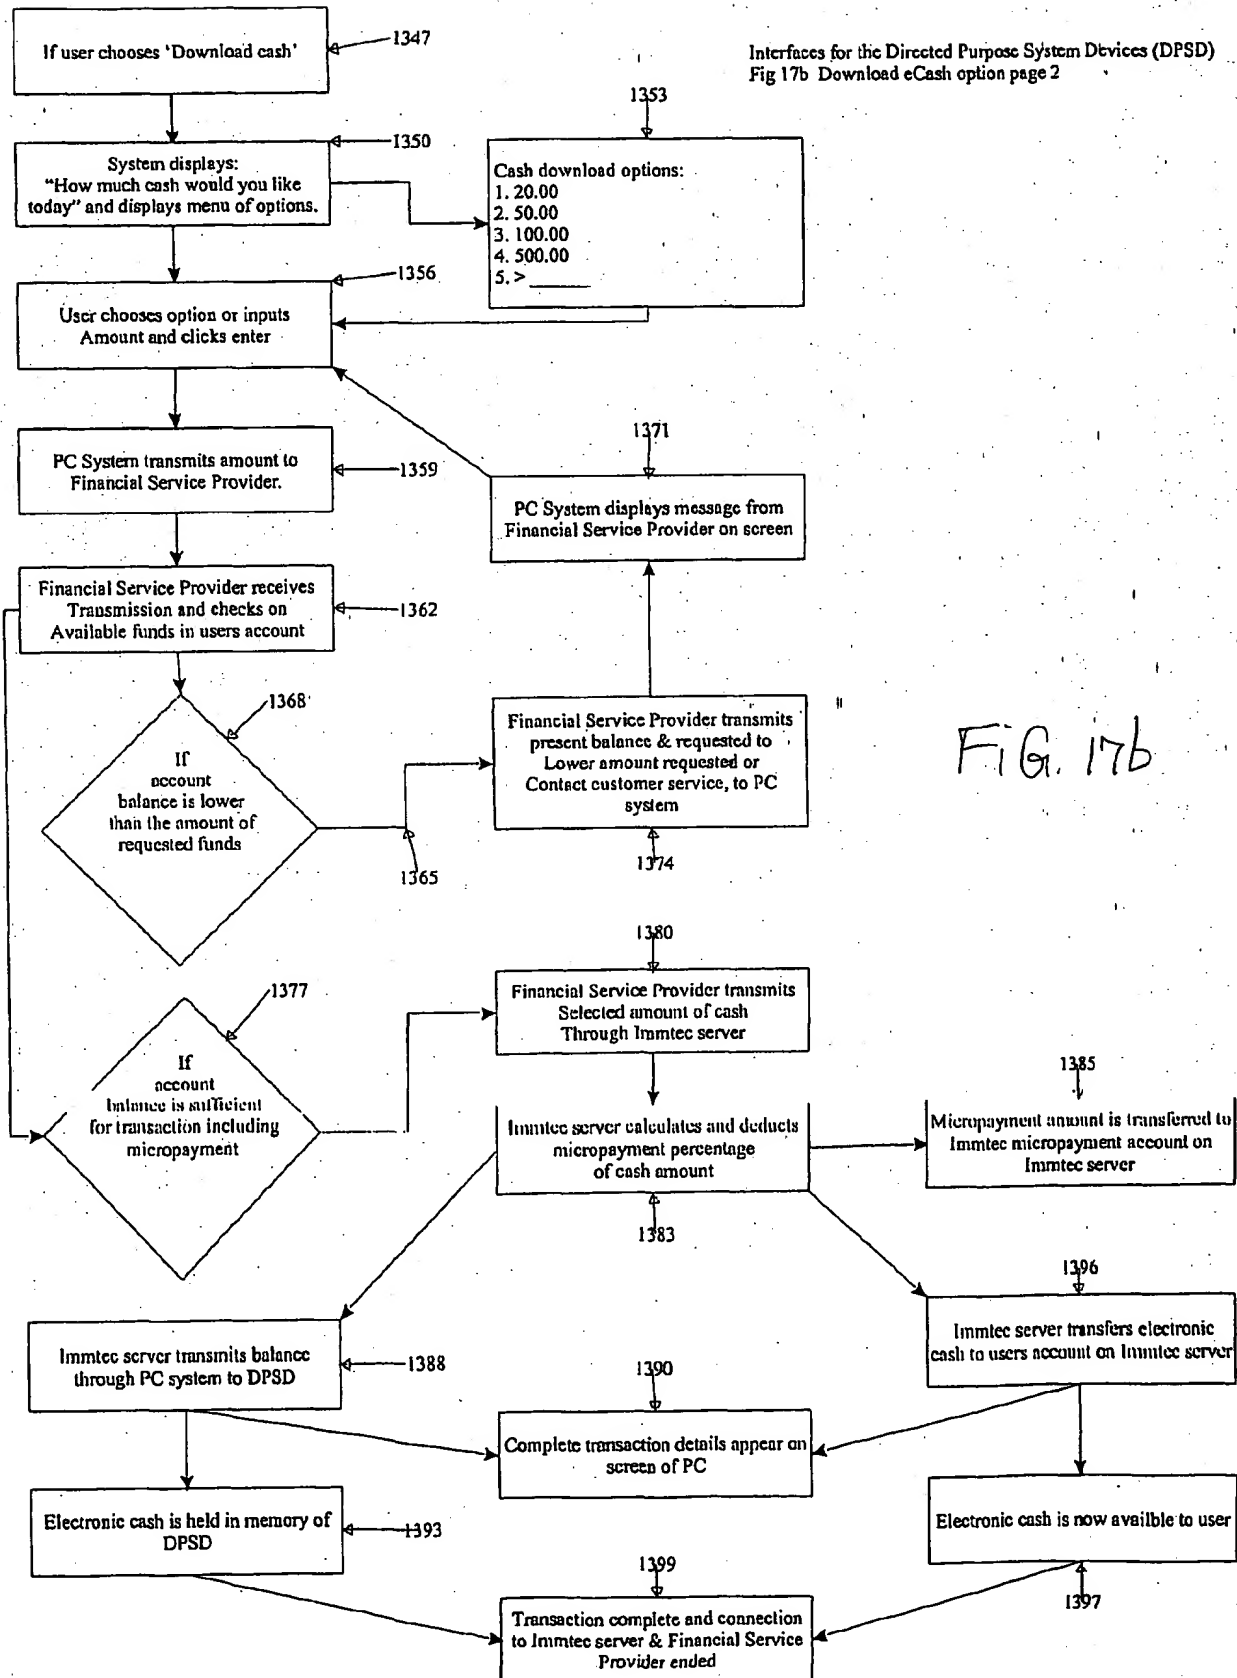 If user chooses ‘Download cash’
1347
Interfaces for the Directed Purpose System Devices (DPSD)
Fig 17b Download eCash option page 2
1353
1350
System displays:
“How much cash would you like
today” and displays menu of options.
Cash download options:
1. 20.00
2. 50.00
3. 100.00
4. 500.00
5. > ______
1356
User chooses option or inputs
Amount and clicks enter
1371
PC System transmits amount to
Financial Service Provider.
1359
PC System displays message from
Financial Service Provider on screen
Financial Service Provider receives
Transmission and checks on
Available funds in users account
1362
1368
If
account
balance is lower
than the amount of
requested funds
1365
Financial Service Provider transmits
present balance & requested to
Lower amount requested or
Contact customer service, to PC
system
1374
FiG. 17b
1380
1377
Financial Service Provider transmits
Selected amount of cash
Through Immtec server
If
account
balance is sufficient
for transaction including
micropayment
1385
Immtec server calculates and deducts
micropayment percentage
of cash amount
1383
Micropayment amount is transferred to
Immtec micropayment account on
Immtec server
1396
Immtec server transmits balance
through PC system to DPSD
1388
1390
Immtec server transfers electronic
cash to users account on Immtec server
Complete transaction details appear on
screen of PC
Electronic cash is held in memory of
DPSD
1393
Electronic cash is now availble to user
1397
1399
Transaction complete and connection
to Immtec server & Financial Service
Provider ended